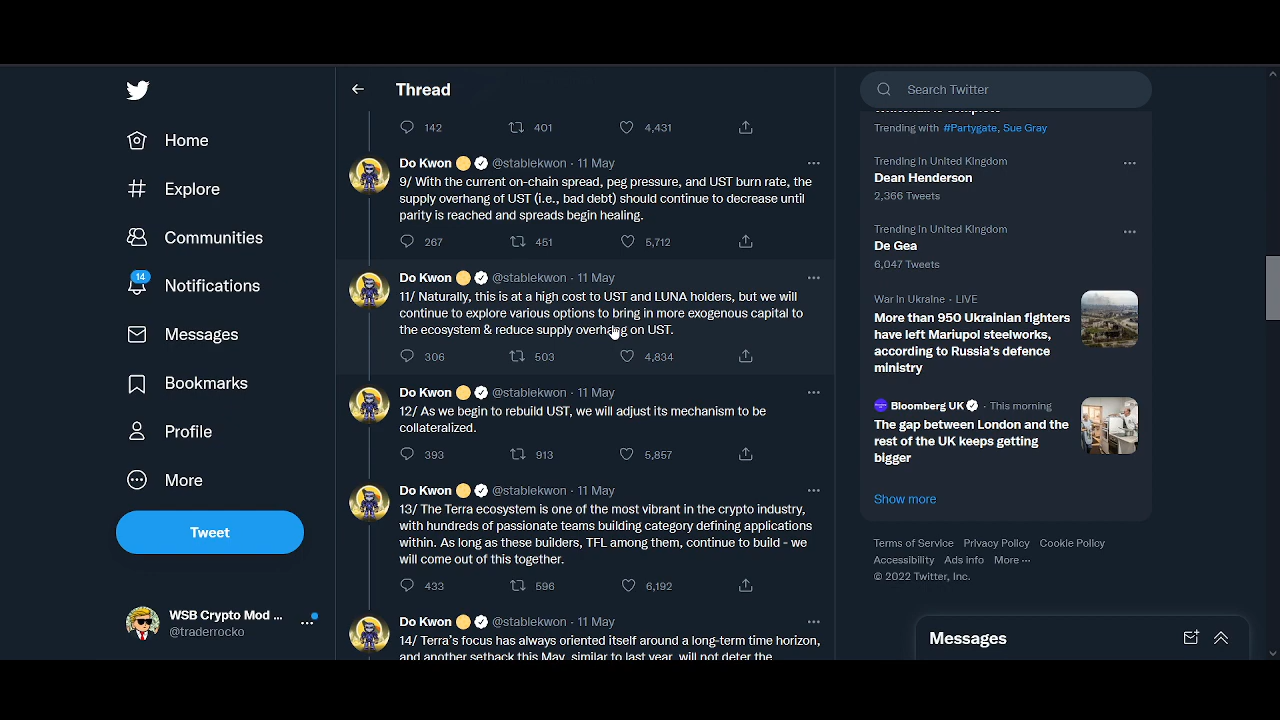 Home
Explore
Communities
14
Notifications
Messages
Bookmarks
Profile
More
Tweet
WSB Crypto Mod ...
@traderrocko
Thread
142 401 4,431
Do Kwon @stablekwon · 11 May
9/ With the current on-chain spread, peg pressure, and UST burn rate, the
supply overhang of UST (i.e., bad debt) should continue to decrease until
parity is reached and spreads begin healing.
267 451 5,712
Do Kwon @stablekwon · 11 May
11/ Naturally, this is at a high cost to UST and LUNA holders, but we will
continue to explore various options to bring in more exogenous capital to
the ecosystem & reduce supply overhang on UST.
306 503 4,834
Do Kwon @stablekwon · 11 May
12/ As we begin to rebuild UST, we will adjust its mechanism to be
collateralized.
393 913 5,857
Do Kwon @stablekwon · 11 May
13/ The Terra ecosystem is one of the most vibrant in the crypto industry,
with hundreds of passionate teams building category defining applications
within. As long as these builders, TFL among them, continue to build - we
will come out of this together.
433 596 6,192
Do Kwon @stablekwon · 11 May
14/ Terra's focus has always oriented itself around a long-term time horizon,
and another setback this May, similar to last year, will not deter the
Search Twitter
Trending with #Partygate, Sue Gray
Trending in United Kingdom
Dean Henderson
2,366 Tweets
Trending in United Kingdom
De Gea
6,047 Tweets
War in Ukraine · LIVE
More than 950 Ukrainian fighters
have left Mariupol steelworks,
according to Russia's defence
ministry
Bloomberg UK · This morning
The gap between London and the
rest of the UK keeps getting
bigger
Show more
Terms of Service Privacy Policy Cookie Policy
Accessibility Ads info More ...
© 2022 Twitter, Inc.
Messages